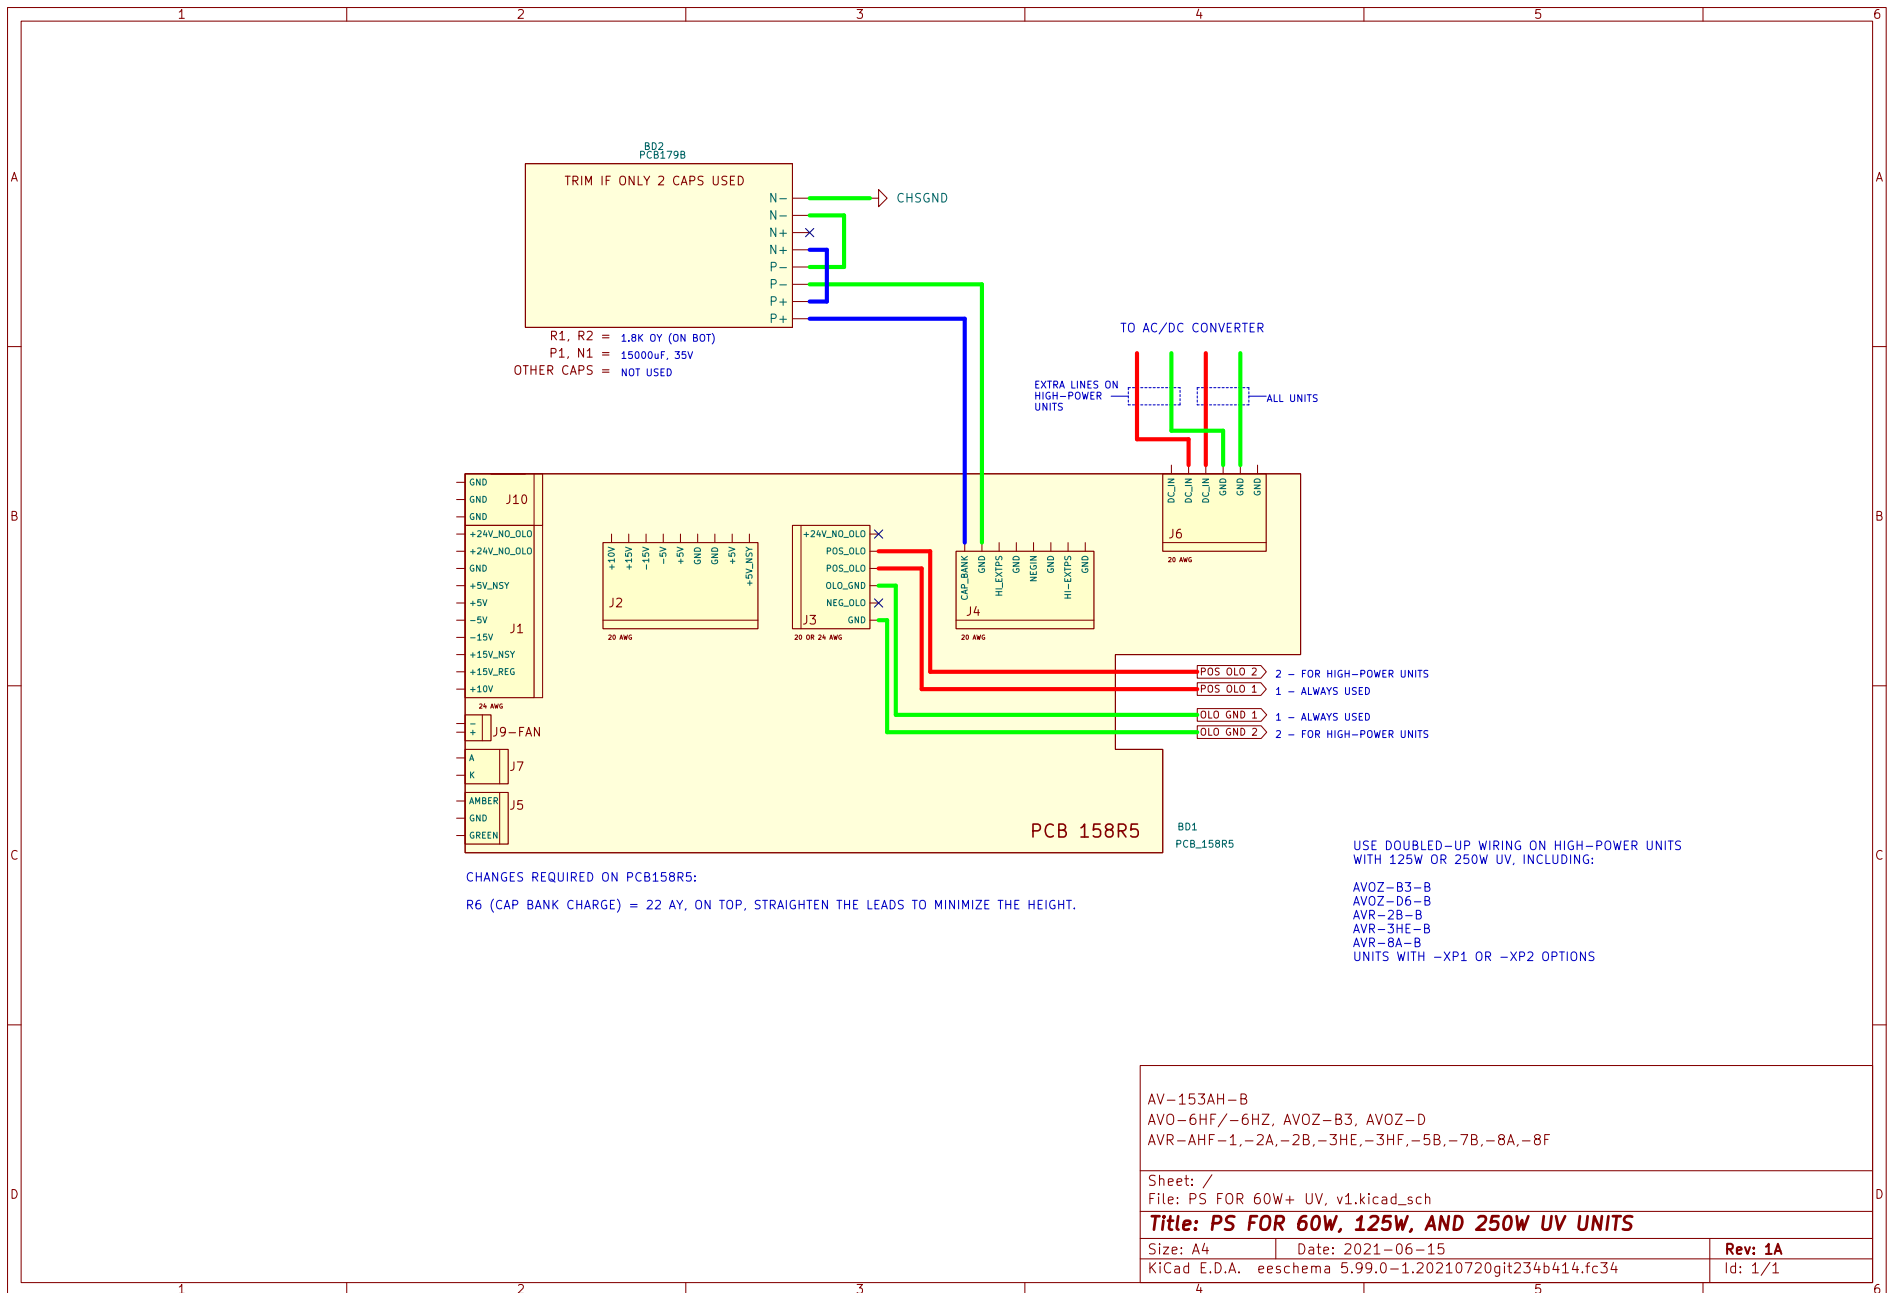 1 2 3 4 5 6
A A
BD2
PCB179B
TRIM IF ONLY 2 CAPS USED
N-
CHSGND
N-
N+
N+
P-
P-
P+
P+
R1, R2 = 1.8K OY (ON BOT)
P1, N1 = 15000uF, 35V
OTHER CAPS = NOT USED
TO AC/DC CONVERTER
EXTRA LINES ON
HIGH-POWER
UNITS
ALL UNITS
B B
GND
GND
GND
J10
+24V_NO_OLO
+24V_NO_OLO
GND
+5V_NSY
+5V
-5V
-15V
+15V_NSY
+15V_REG
+10V
J1
24 AWG
-
+
J9-FAN
A
K
J7
AMBER
GND
GREEN
J5
+10V
+15V
-15V
-5V
+5V
GND
GND
+5V
+5V_NSY
J2
20 AWG
+24V_NO_OLO
POS_OLO
POS_OLO
OLO_GND
NEG_OLO
GND
J3
20 OR 24 AWG
CAP_BANK
GND
HI_EXTPS
GND
NEGIN
GND
HI-EXTPS
GND
J4
20 AWG
DC_IN
DC_IN
DC_IN
GND
GND
GND
J6
20 AWG
POS OLO 2 2 - FOR HIGH-POWER UNITS
POS OLO 1 1 - ALWAYS USED
OLO GND 1 1 - ALWAYS USED
OLO GND 2 2 - FOR HIGH-POWER UNITS
PCB 158R5
BD1
PCB_158R5
C C
CHANGES REQUIRED ON PCB158R5:
R6 (CAP BANK CHARGE) = 22 AY, ON TOP, STRAIGHTEN THE LEADS TO MINIMIZE THE HEIGHT.
USE DOUBLED-UP WIRING ON HIGH-POWER UNITS
WITH 125W OR 250W UV, INCLUDING:
AVOZ-B3-B
AVOZ-D6-B
AVR-2B-B
AVR-3HE-B
AVR-8A-B
UNITS WITH -XP1 OR -XP2 OPTIONS
D D
AV-153AH-B
AVO-6HF/-6HZ, AVOZ-B3, AVOZ-D
AVR-AHF-1,-2A,-2B,-3HE,-3HF,-5B,-7B,-8A,-8F
Sheet: /
File: PS FOR 60W+ UV, v1.kicad_sch
Title: PS FOR 60W, 125W, AND 250W UV UNITS
Size: A4 Date: 2021-06-15 Rev: 1A
KiCad E.D.A. eeschema 5.99.0-1.20210720git234b414.fc34 Id: 1/1
1 2 3 4 5 6